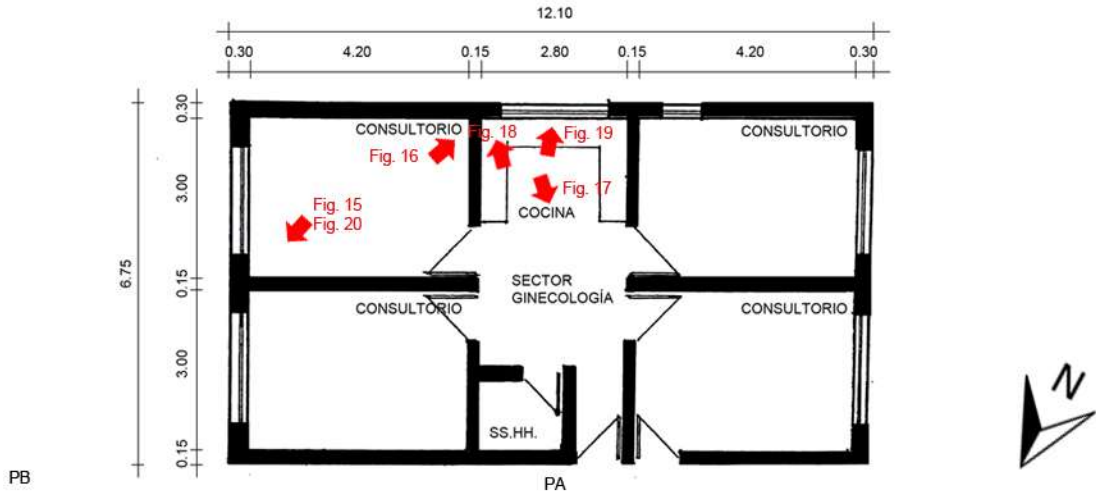 12.10
0.30 4.20 0.15 2.80 0.15 4.20 0.30
0.30
3.00
0.15
3.00
0.15
6.75
CONSULTORIO
Fig. 16
Fig. 18
Fig. 19
Fig. 17
COCINA
CONSULTORIO
Fig. 15
Fig. 20
SECTOR
GINECOLOGÍA
CONSULTORIO
CONSULTORIO
SS.HH.
N
PB
PA